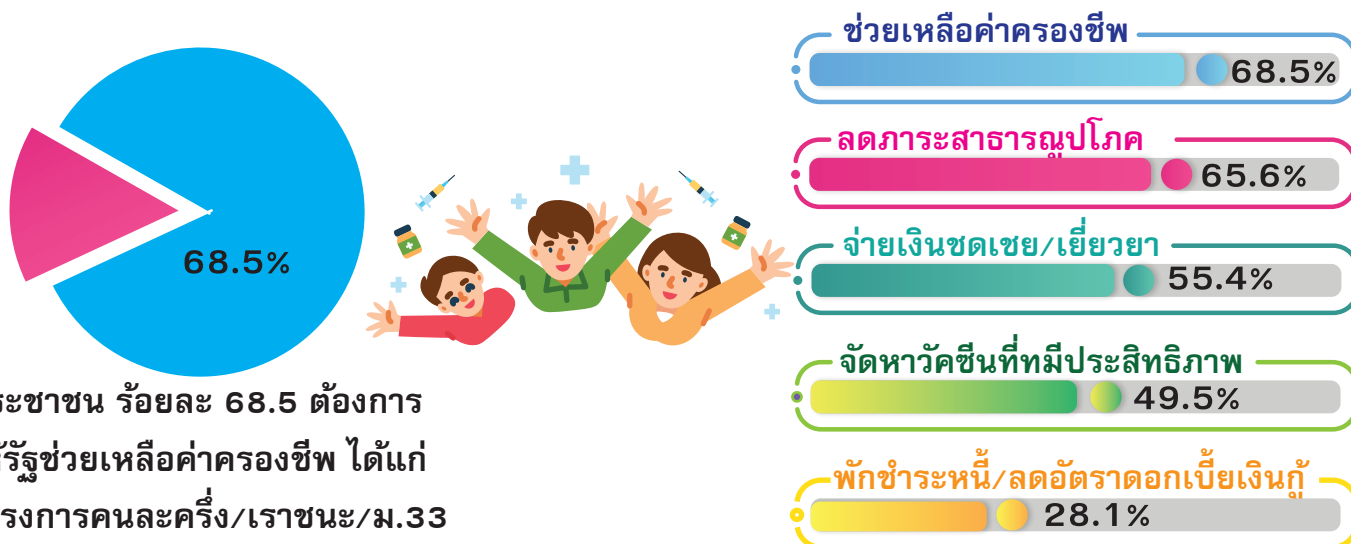 68.5%
ระชาชน ร้อยละ 68.5 ต้องการ
ห้รัฐช่วยเหลือค่าครองชีพ ได้แก่
รงการคนละครึ่ง/เราชนะ/ม.33
ช่วยเหลือค่าครองชีพ
68.5%
ลดภาระสาธารณูปโภค
65.6%
จ่ายเงินชดเชย/เยี่ยวยา
55.4%
จัดหาวัคซีนที่ทมีประสิทธิภาพ
49.5%
พักชำระหนี้/ลดอัตราดอกเบี้ยเงินกู้
28.1%